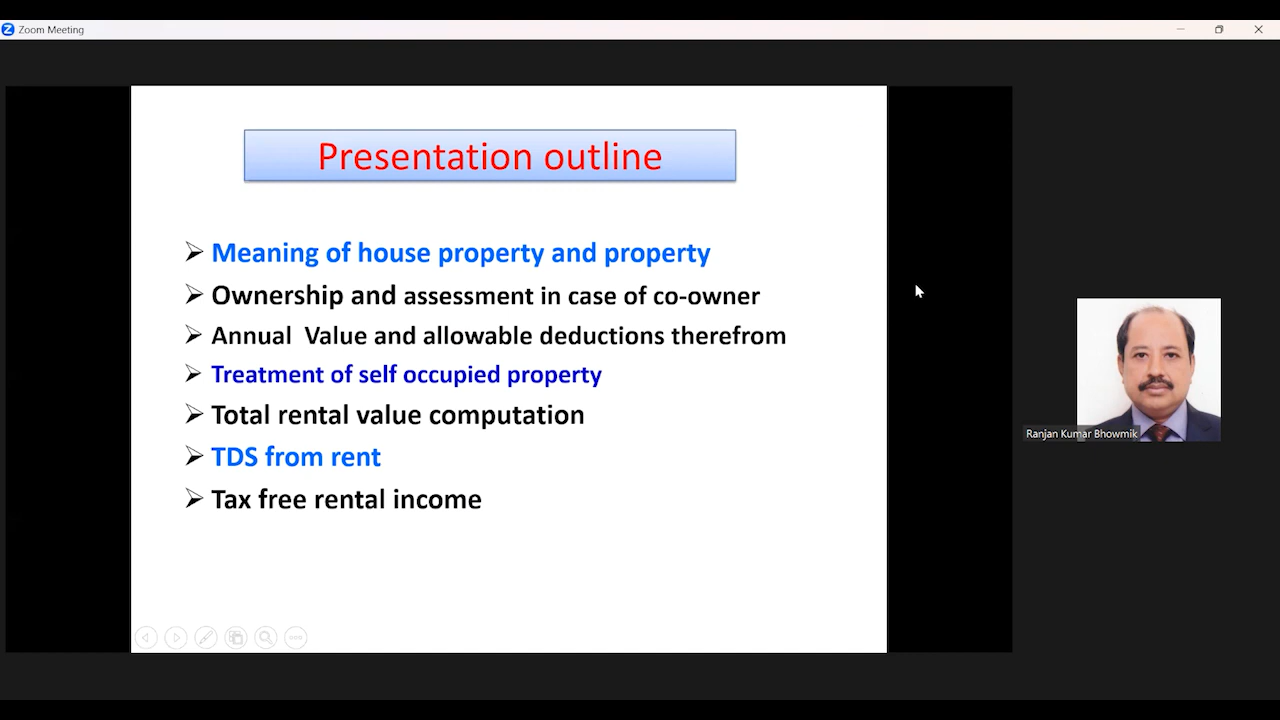 Zoom Meeting
Presentation outline
Meaning of house property and property
Ownership and assessment in case of co-owner
Annual Value and allowable deductions therefrom
Treatment of self occupied property
Total rental value computation
TDS from rent
Tax free rental income
Ranjan Kumar Bhowmik